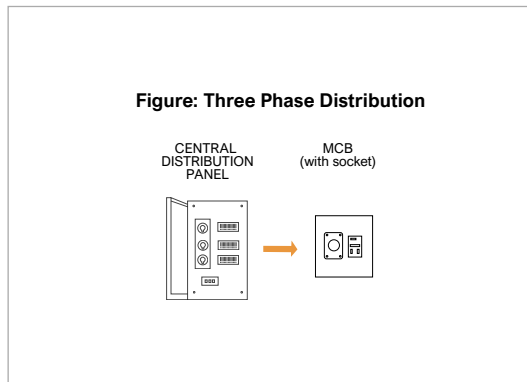 Figure: Three Phase Distribution
CENTRAL
DISTRIBUTION
PANEL
MCB
(with socket)